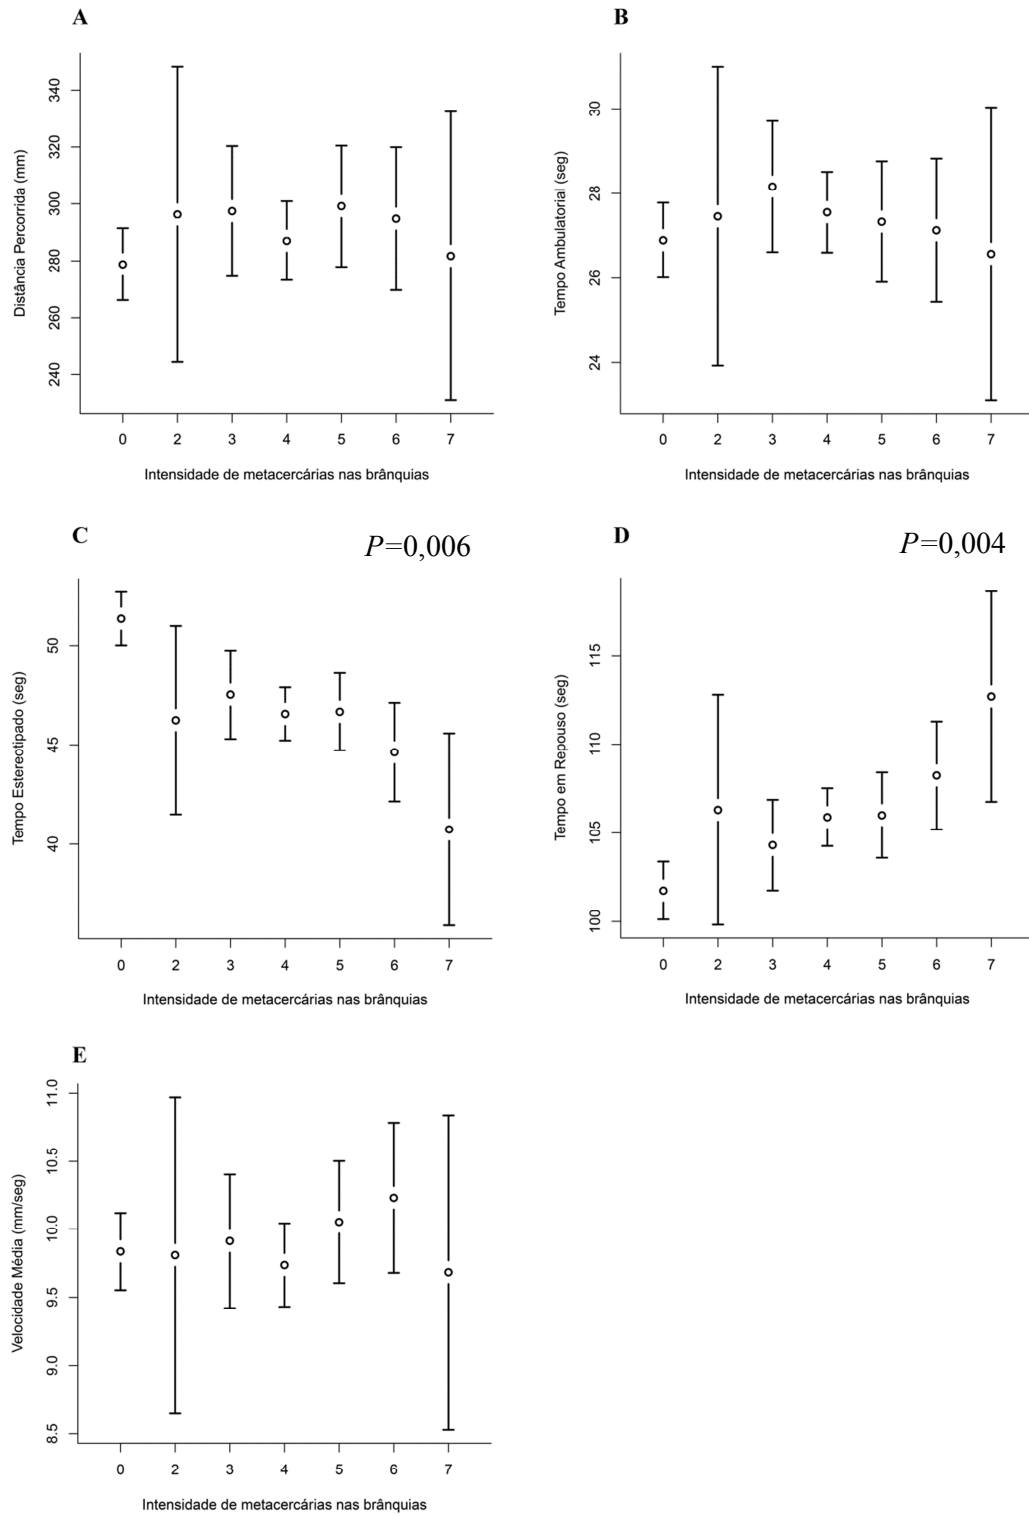 A
Distância Percorrida (mm)
340
320
300
280
260
240
0 2 3 4 5 6 7
Intensidade de metacercárias nas brânquias
B
Tempo Ambulatorial (seg)
30
28
26
24
0 2 3 4 5 6 7
Intensidade de metacercárias nas brânquias
C
P=0,006
Tempo Estereotipado (seg)
50
45
40
0 2 3 4 5 6 7
Intensidade de metacercárias nas brânquias
D
P=0,004
Tempo em Repouso (seg)
115
110
105
100
0 2 3 4 5 6 7
Intensidade de metacercárias nas brânquias
E
Velocidade Média (mm/seg)
11.0
10.5
10.0
9.5
9.0
8.5
0 2 3 4 5 6 7
Intensidade de metacercárias nas brânquias